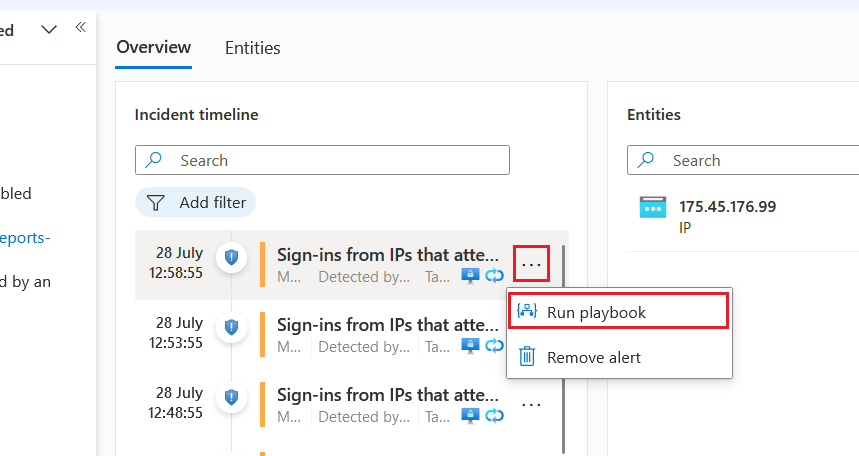 ed
Overview
Entities
Incident timeline
Entities
Search
Search
Add filter
bled
175.45.176.99
eports-
IP
28 July
12:58:55
Sign-ins from IPs that atte...
...
d by an
M... Detected by... Ta...
Run playbook
28 July
12:53:55
Sign-ins from IPs that atte...
M... Detected by... Ta...
Remove alert
28 July
12:48:55
Sign-ins from IPs that atte...
...
M... Detected by... Ta...